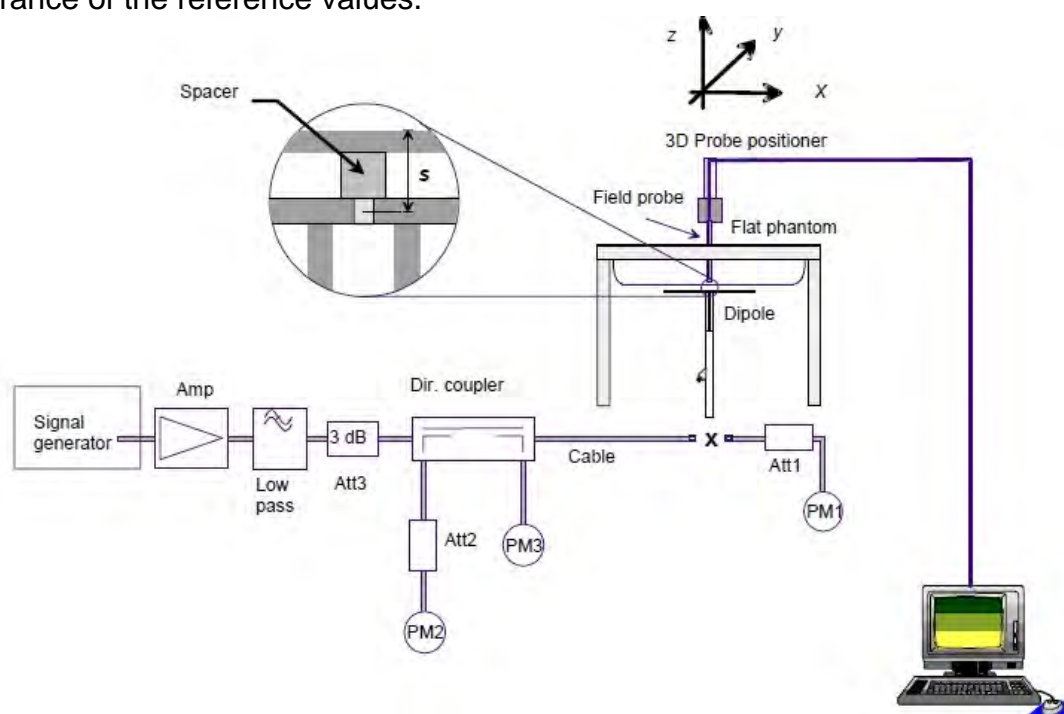 rance of the reference values.
z
y
X
Spacer
s
3D Probe positioner
Field probe
Flat phantom
Dipole
Dir. coupler
Amp
Signal
generator
3 dB
Low
pass
Att3
Cable
x
Att1
PM1
Att2
PM3
PM2